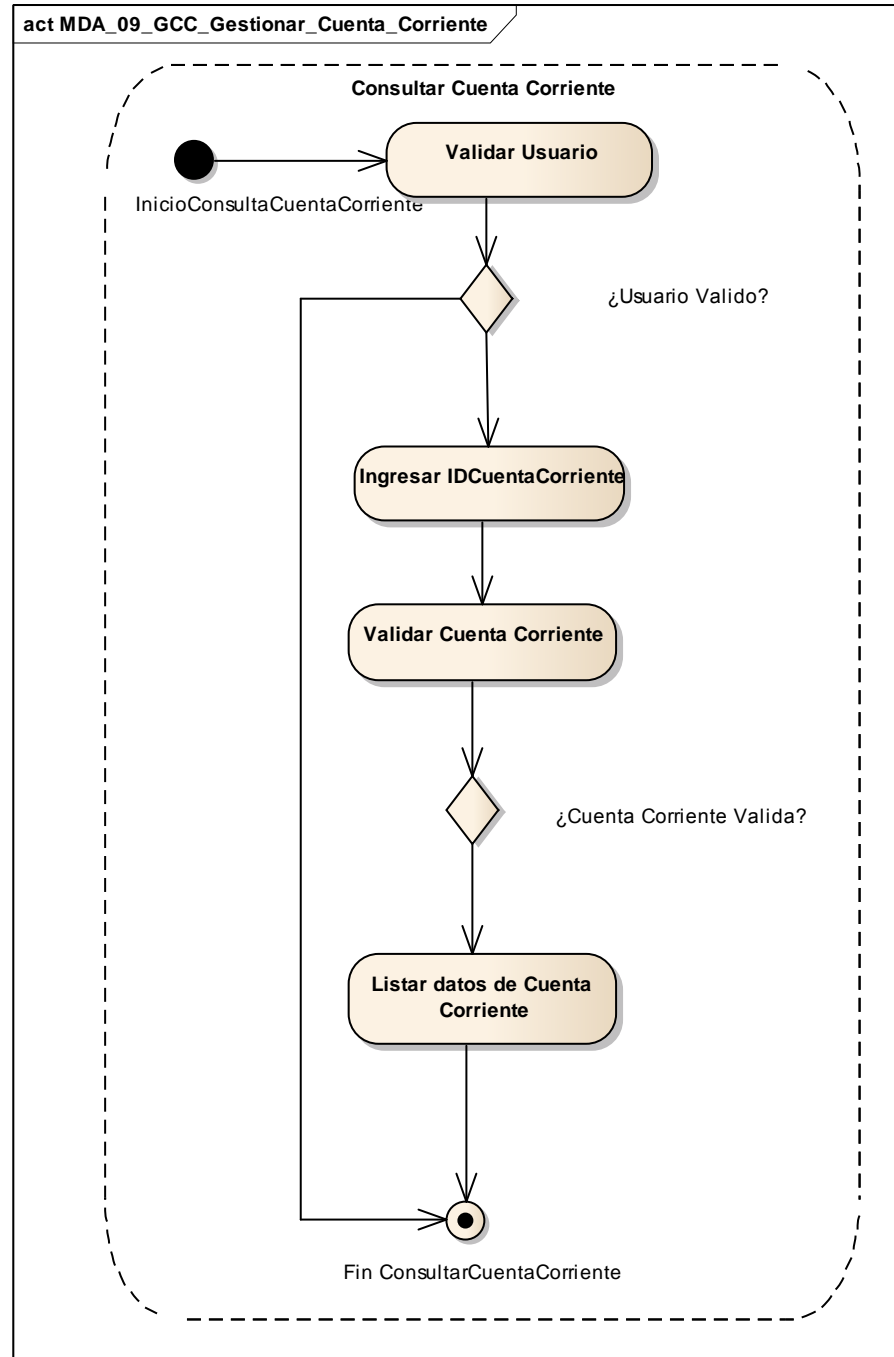 act MDA_09_GCC_Gestionar_Cuenta_Corriente
Consultar Cuenta Corriente
Validar Usuario
InicioConsultaCuentaCorriente
¿Usuario Valido?
Ingresar IDCuentaCorriente
Validar Cuenta Corriente
¿Cuenta Corriente Valida?
Listar datos de Cuenta
Corriente
Fin ConsultarCuentaCorriente